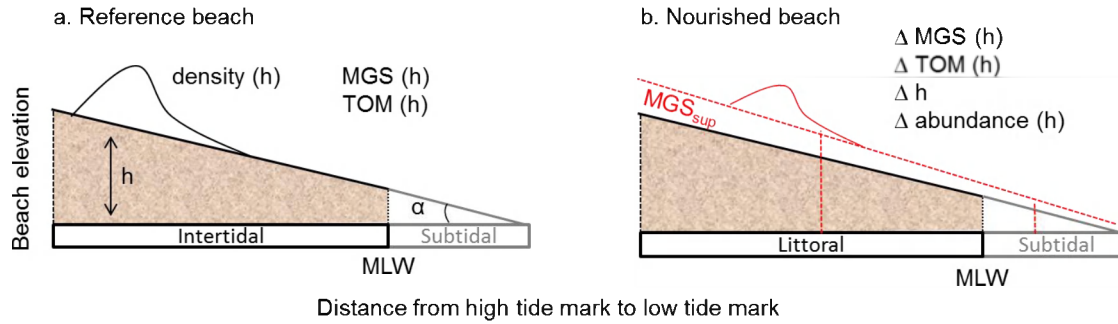 a. Reference beach
density (h)
MGS (h)
TOM (h)
Beach elevation
h
α
Intertidal
Subtidal
MLW
b. Nourished beach
Δ MGS (h)
Δ TOM (h)
Δ h
Δ abundance (h)
MGSsup
Littoral
Subtidal
MLW
Distance from high tide mark to low tide mark